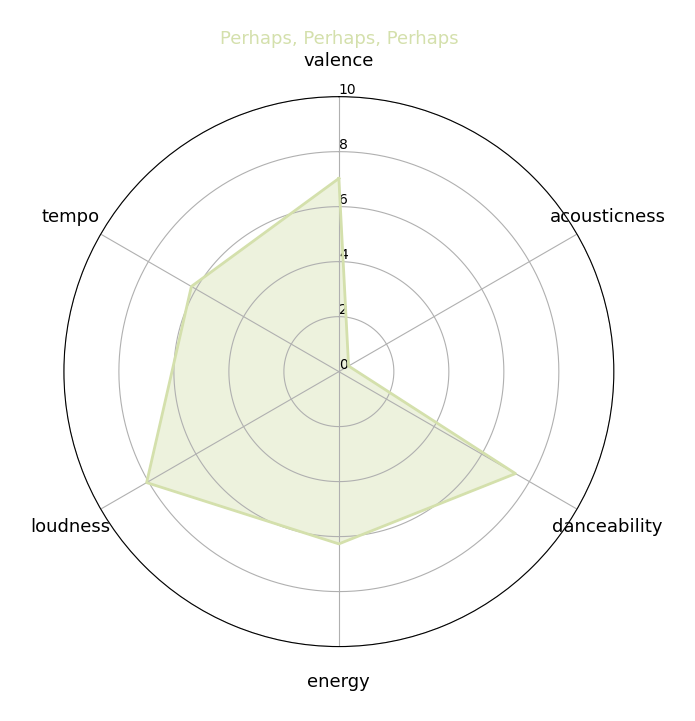 Perhaps, Perhaps, Perhaps
valence
10
8
tempo
acousticness
6
4
2
0
loudness
danceability
energy